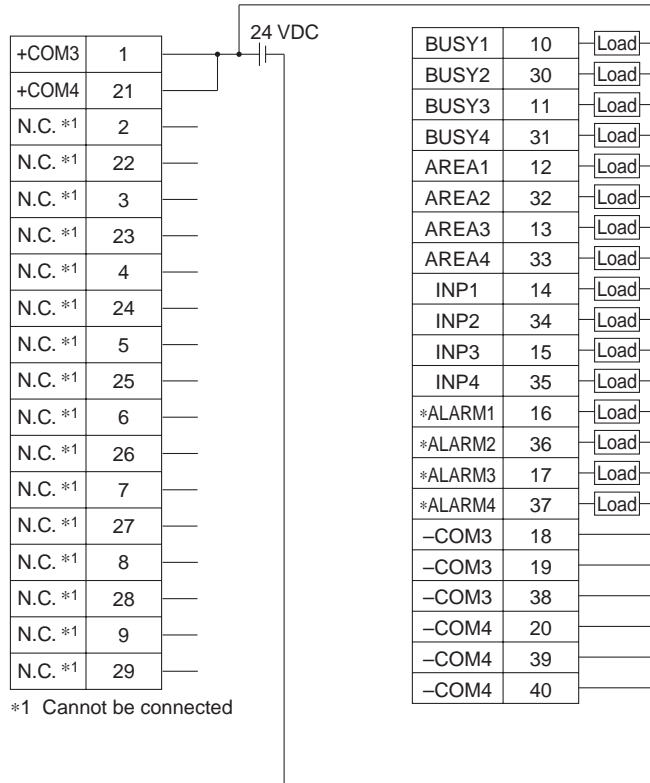 24 VDC
+COM3 1
+COM4 21
N.C. *1 2
N.C. *1 22
N.C. *1 3
N.C. *1 23
N.C. *1 4
N.C. *1 24
N.C. *1 5
N.C. *1 25
N.C. *1 6
N.C. *1 26
N.C. *1 7
N.C. *1 27
N.C. *1 8
N.C. *1 28
N.C. *1 9
N.C. *1 29
*1 Cannot be connected
BUSY1 10 Load
BUSY2 30 Load
BUSY3 11 Load
BUSY4 31 Load
AREA1 12 Load
AREA2 32 Load
AREA3 13 Load
AREA4 33 Load
INP1 14 Load
INP2 34 Load
INP3 15 Load
INP4 35 Load
*ALARM1 16 Load
*ALARM2 36 Load
*ALARM3 17 Load
*ALARM4 37 Load
–COM3 18
–COM3 19
–COM3 38
–COM4 20
–COM4 39
–COM4 40